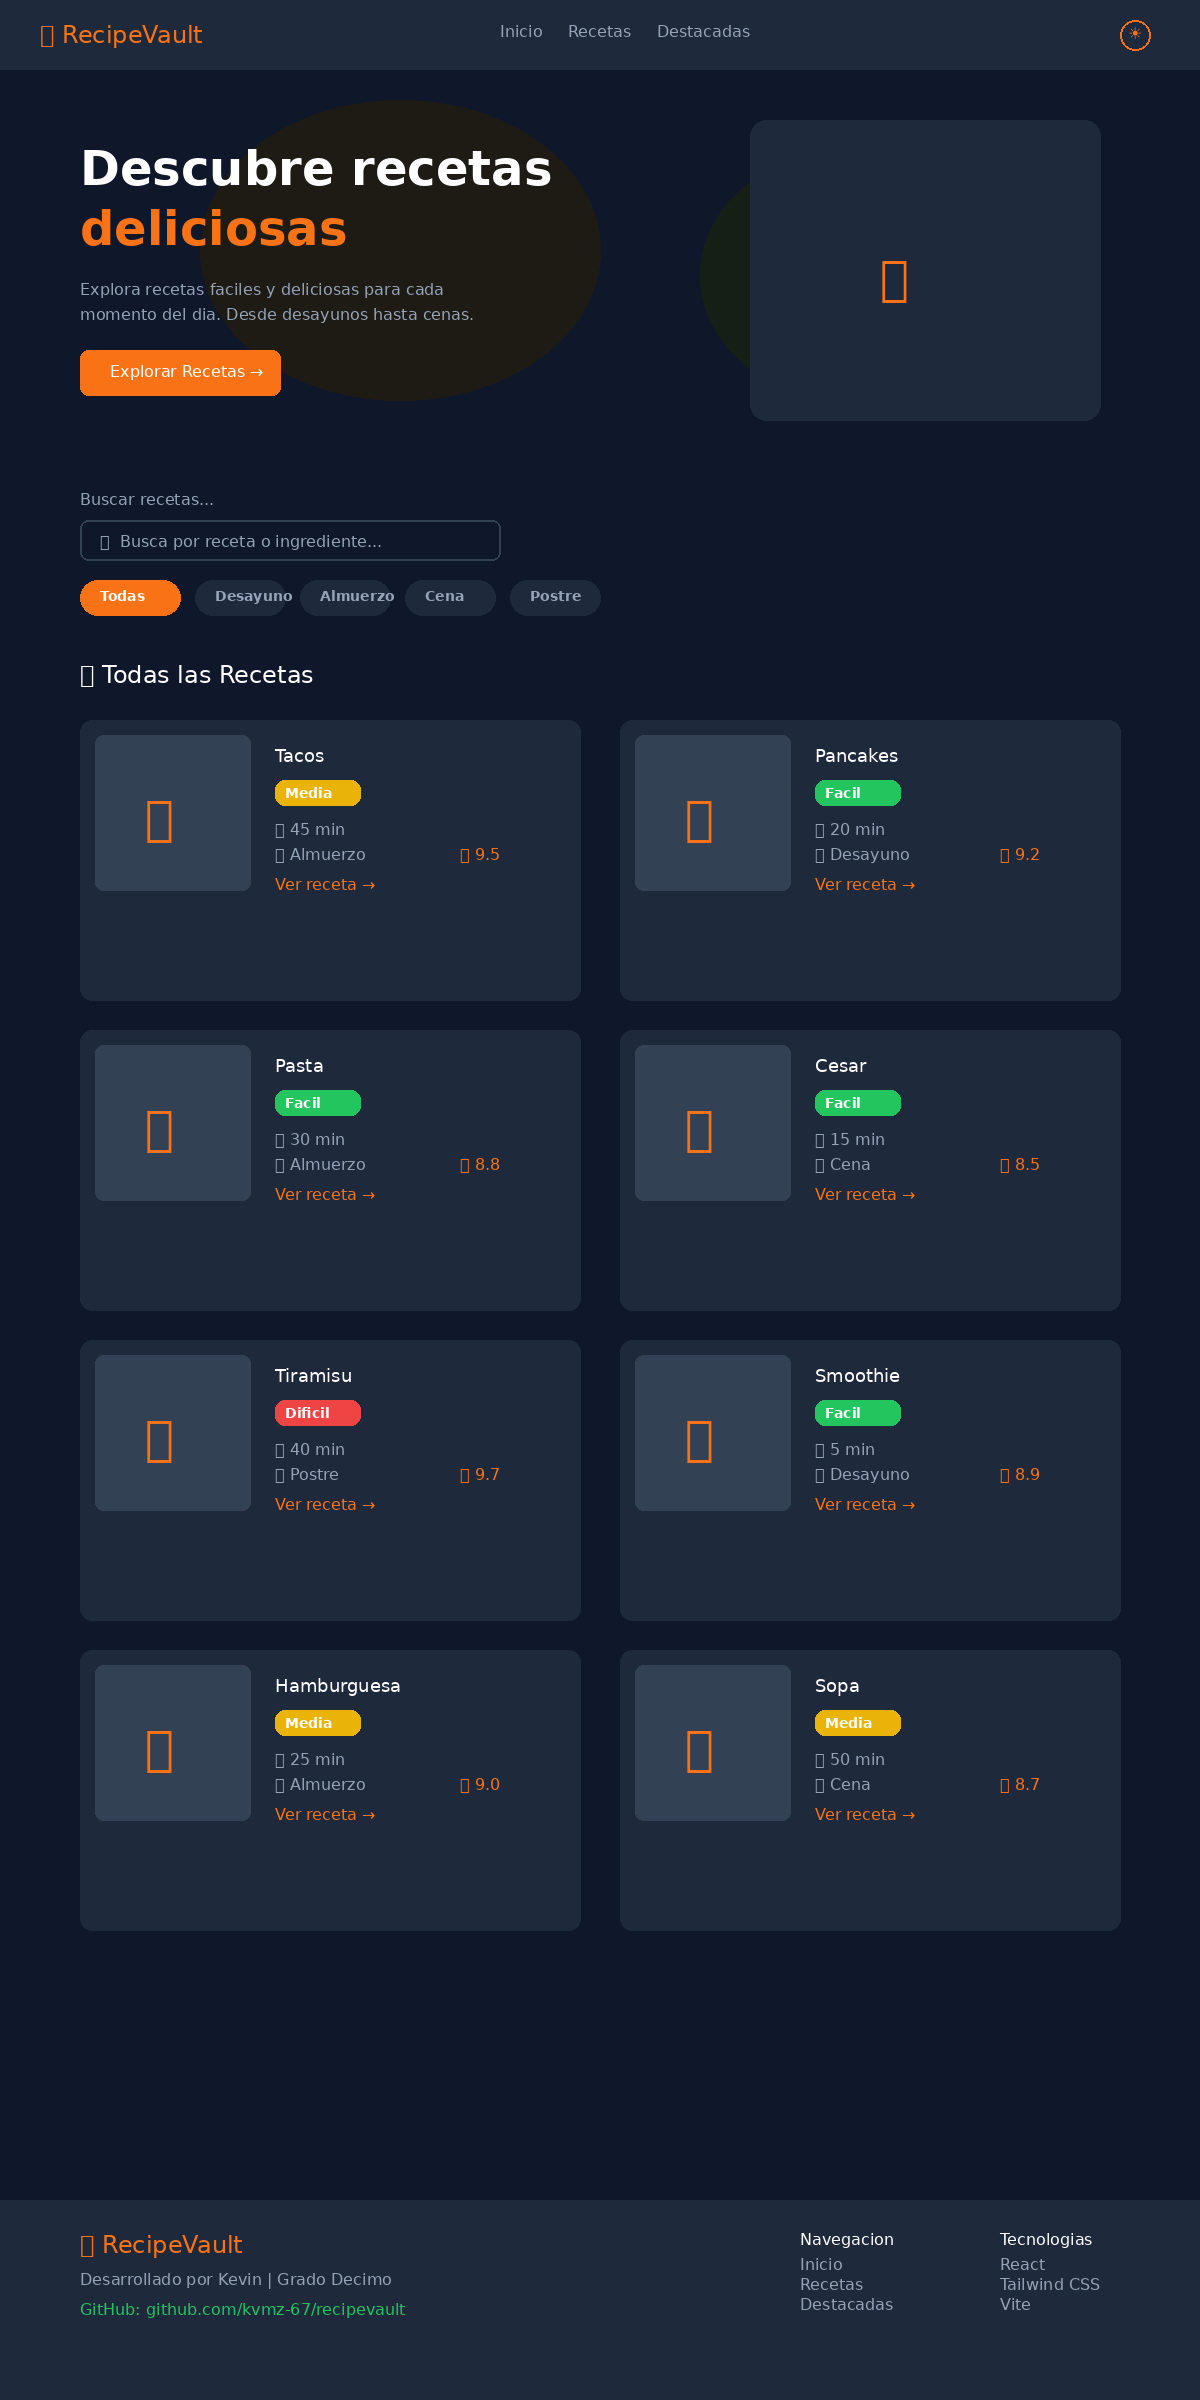 RecipeVault
Inicio Recetas Destacadas
☀
Descubre recetas
deliciosas
Explora recetas faciles y deliciosas para cada
momento del dia. Desde desayunos hasta cenas.
Explorar Recetas →
Buscar recetas...
Busca por receta o ingrediente...
Todas Desayuno Almuerzo Cena Postre
Todas las Recetas
Tacos
Media
45 min
Almuerzo 9.5
Ver receta →
Pancakes
Facil
20 min
Desayuno 9.2
Ver receta →
Pasta
Facil
30 min
Almuerzo 8.8
Ver receta →
Cesar
Facil
15 min
Cena 8.5
Ver receta →
Tiramisu
Dificil
40 min
Postre 9.7
Ver receta →
Smoothie
Facil
5 min
Desayuno 8.9
Ver receta →
Hamburguesa
Media
25 min
Almuerzo 9.0
Ver receta →
Sopa
Media
50 min
Cena 8.7
Ver receta →
RecipeVault
Desarrollado por Kevin | Grado Decimo
GitHub: github.com/kvmz-67/recipevault
Navegacion
Inicio
Recetas
Destacadas
Tecnologias
React
Tailwind CSS
Vite